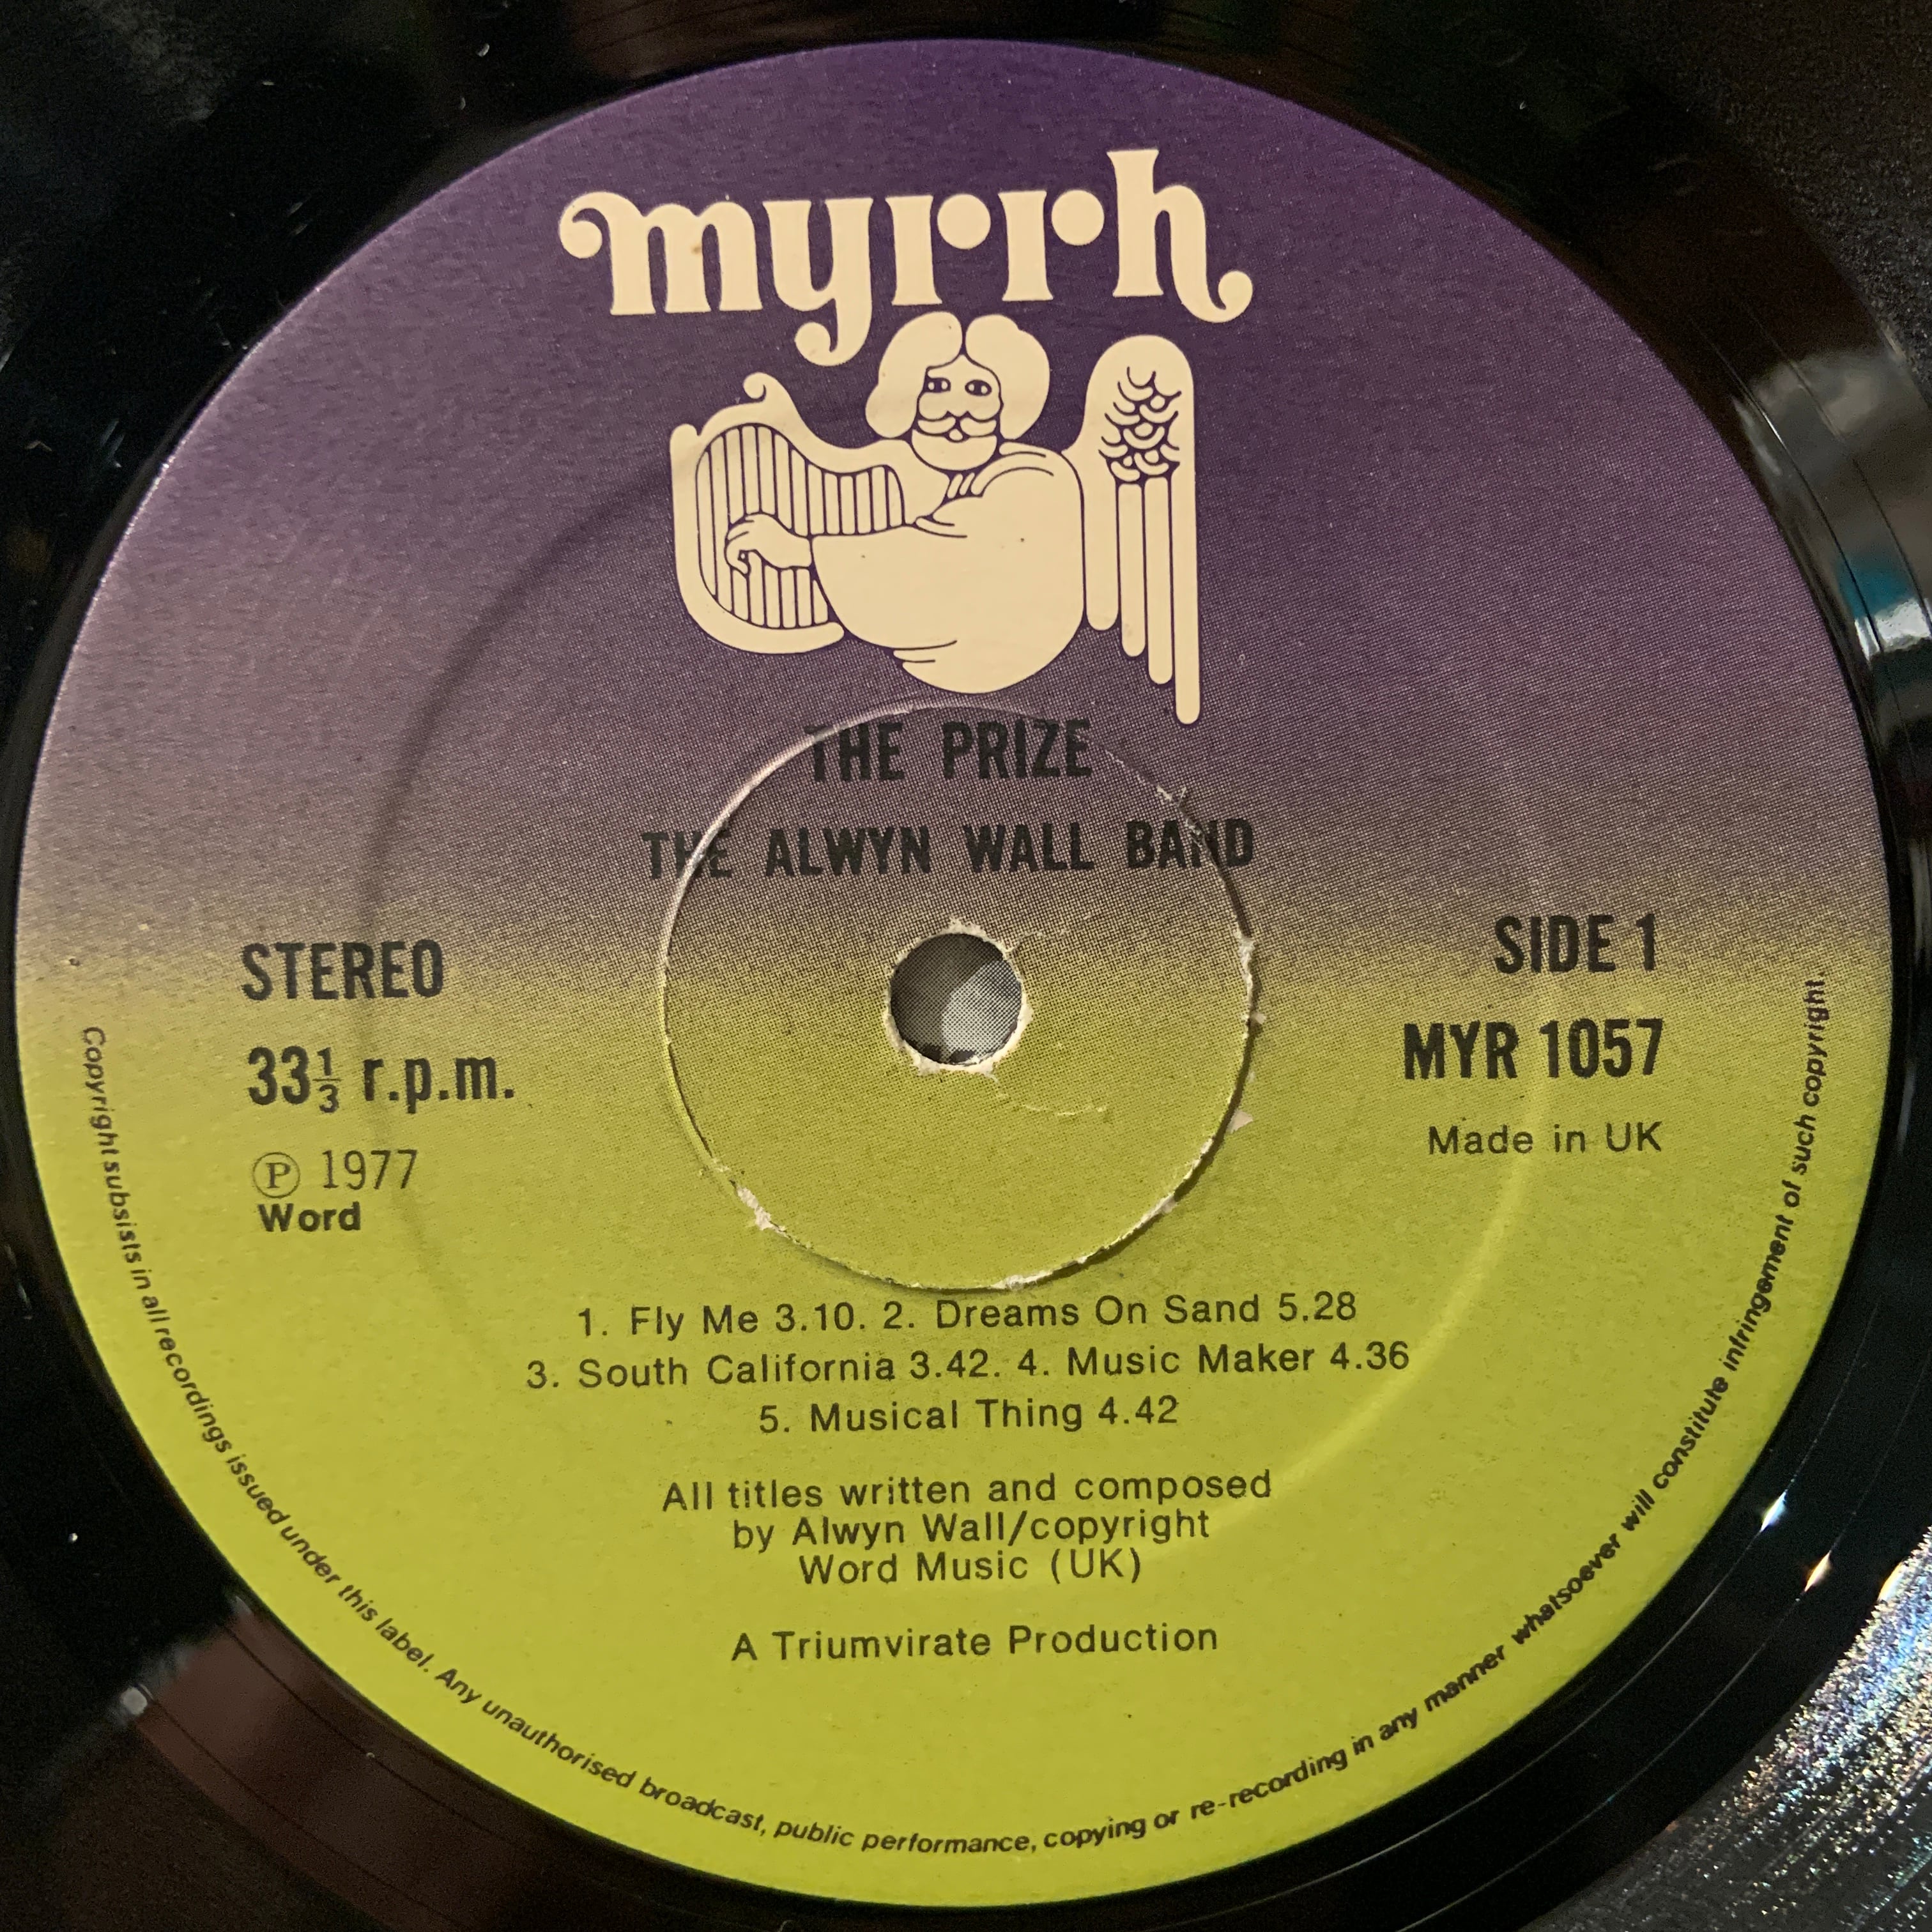 myrrh
THE PRIZE
THE ALWYN WALL BAND
STEREO
33⅓ r.p.m.
℗ 1977
Word
SIDE 1
MYR 1057
Made in UK
1. Fly Me 3.10. 2. Dreams On Sand 5.28
3. South California 3.42. 4. Music Maker 4.36
5. Musical Thing 4.42
All titles written and composed
by Alwyn Wall/copyright
Word Music (UK)
A Triumvirate Production
Copyright subsists in all recordings issued under this label. Any unauthorised broadcast, public performance, copying or re-recording in any manner whatsoever will constitute infringement of such copyright.